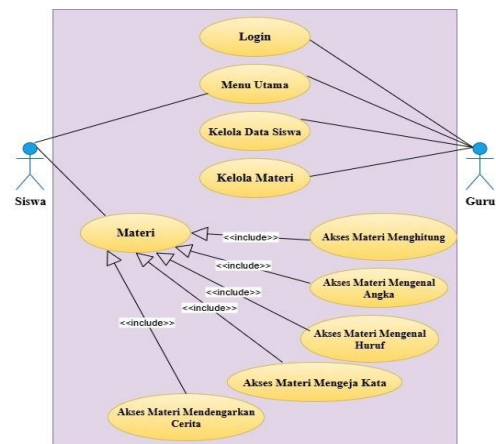 Login
Menu Utama
Kelola Data Siswa
Kelola Materi
Siswa
Guru
Materi
<<include>>
Akses Materi Menghitung
<<include>>
Akses Materi Mengenal
Angka
<<include>>
Akses Materi Mengenal
Huruf
<<include>>
Akses Materi Mengeja Kata
<<include>>
Akses Materi Mendengarkan
Cerita